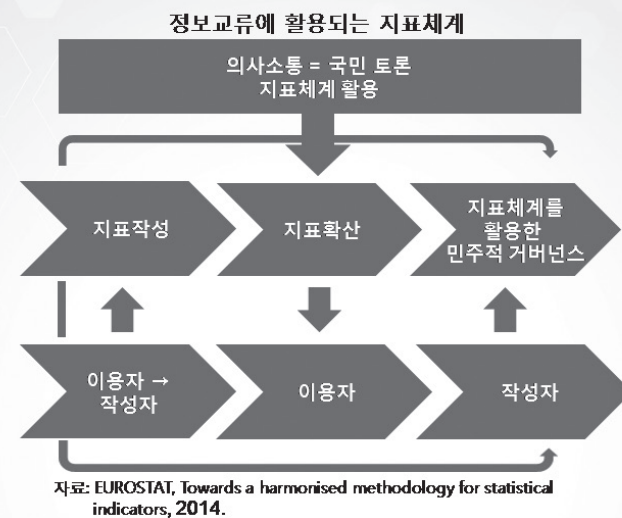 정보교류에 활용되는 지표체계
의사소통 = 국민 토론
지표체계 활용
지표작성
지표확산
지표체계를
활용한
민주적 거버넌스
이용자 →
작성자
이용자
작성자
자료: EUROSTAT, Towards a harmonised methodology for statistical
indicators, 2014.